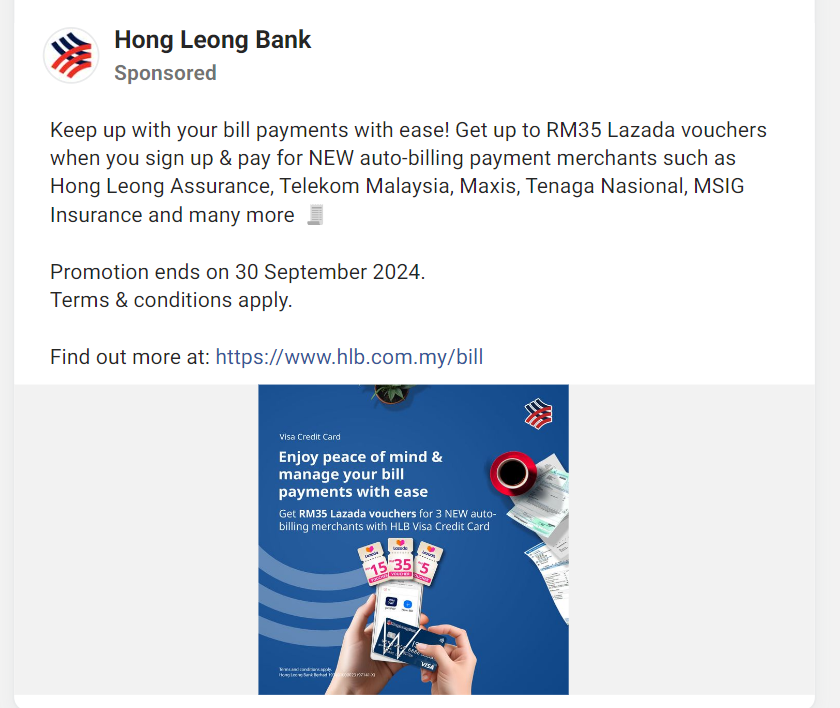 Hong Leong Bank
Sponsored
Keep up with your bill payments with ease! Get up to RM35 Lazada vouchers
when you sign up & pay for NEW auto-billing payment merchants such as
Hong Leong Assurance, Telekom Malaysia, Maxis, Tenaga Nasional, MSIG
Insurance and many more
Promotion ends on 30 September 2024.
Terms & conditions apply.
Find out more at: https://www.hlb.com.my/bill
Visa Credit Card
Enjoy peace of mind &
manage your bill
payments with ease
Get RM35 Lazada vouchers for 3 NEW auto-
billing merchants with HLB Visa Credit Card
Lazada
15
Lazada
35
VOUCHER
Lazada
5
VISA
Terms and conditions apply.
Hong Leong Bank Berhad